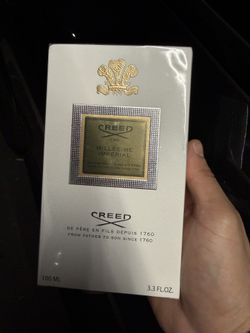 CREED
MILLESIME
IMPERIAL
CREED
DE PÈRE EN FILS DEPUIS 1760
FROM FATHER TO SON SINCE 1760
100 ML
3.3 FL.OZ.